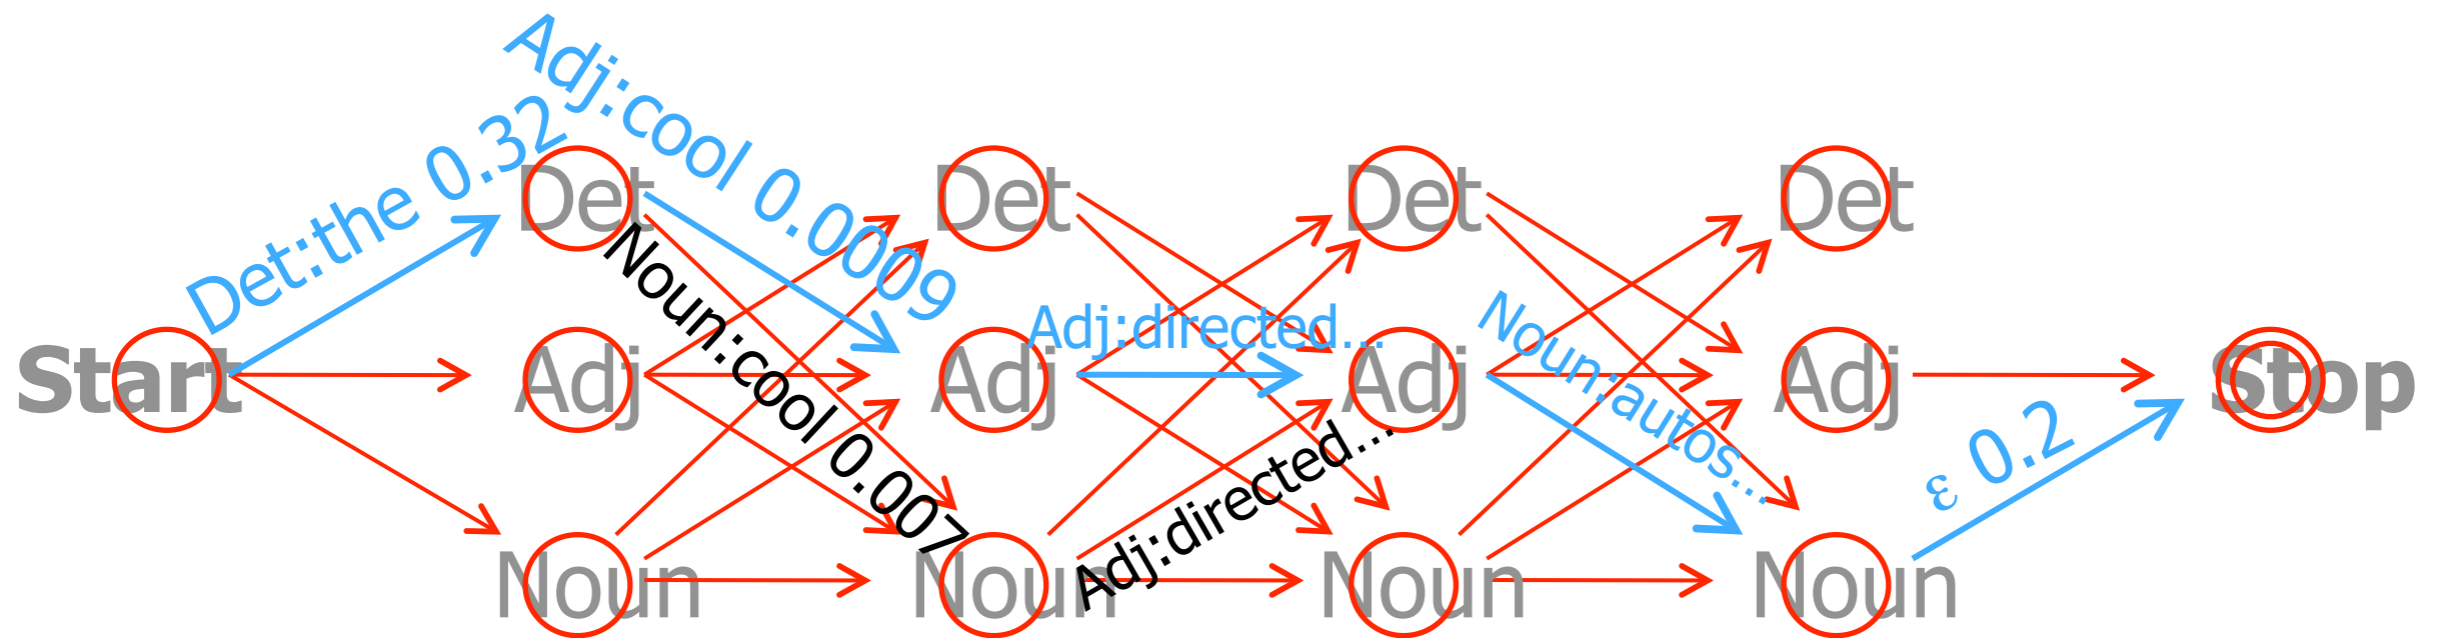 Adj:cool 0.0009
Det:the 0.32
Det Det Det Det
Noun:cool 0.007
Adj:directed...
Noun:autos...
Start Adj Adj Adj Adj Stop
Adj:directed...
ε 0.2
Noun Noun Noun Noun